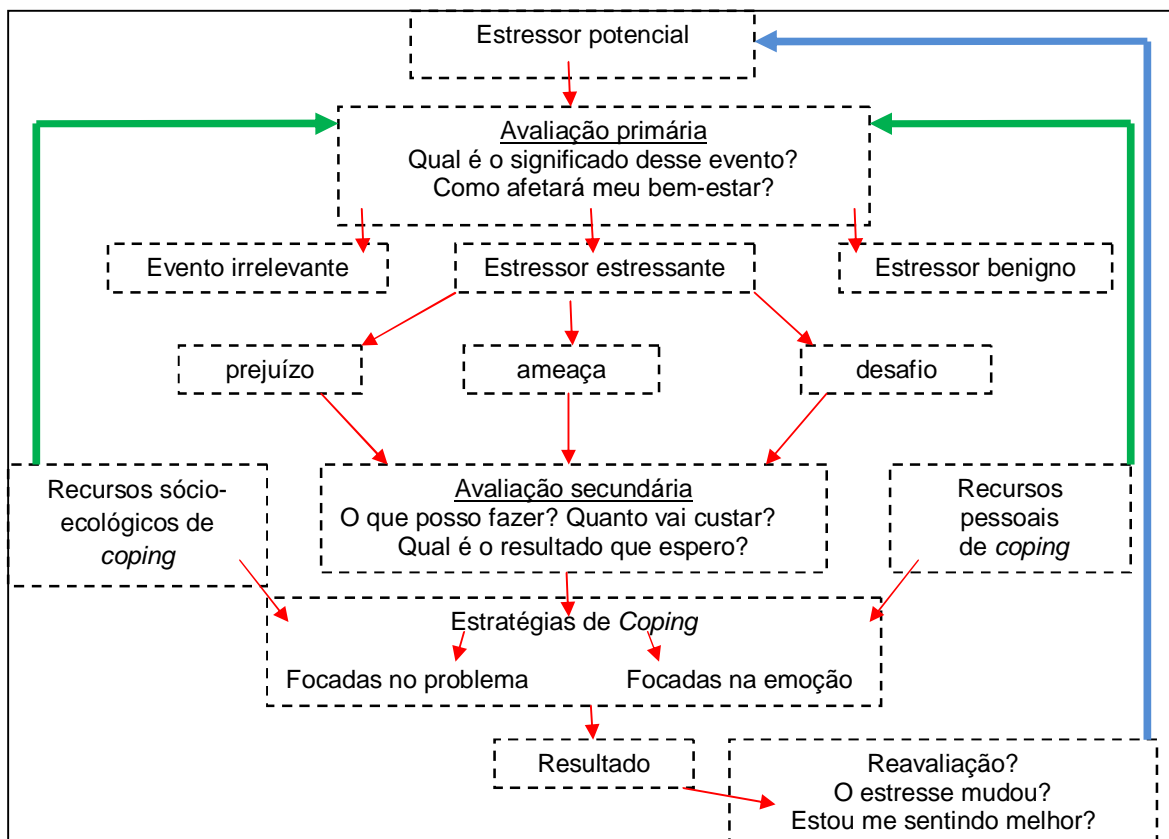 Estressor potencial
Avaliação primária
Qual é o significado desse evento?
Como afetará meu bem-estar?
Evento irrelevante
Estressor estressante
Estressor benigno
prejuízo
ameaça
desafio
Recursos sócio-
ecológicos de
coping
Avaliação secundária
O que posso fazer? Quanto vai custar?
Qual é o resultado que espero?
Recursos
pessoais
de coping
Estratégias de Coping
Focadas no problema
Focadas na emoção
Resultado
Reavaliação?
O estresse mudou?
Estou me sentindo melhor?